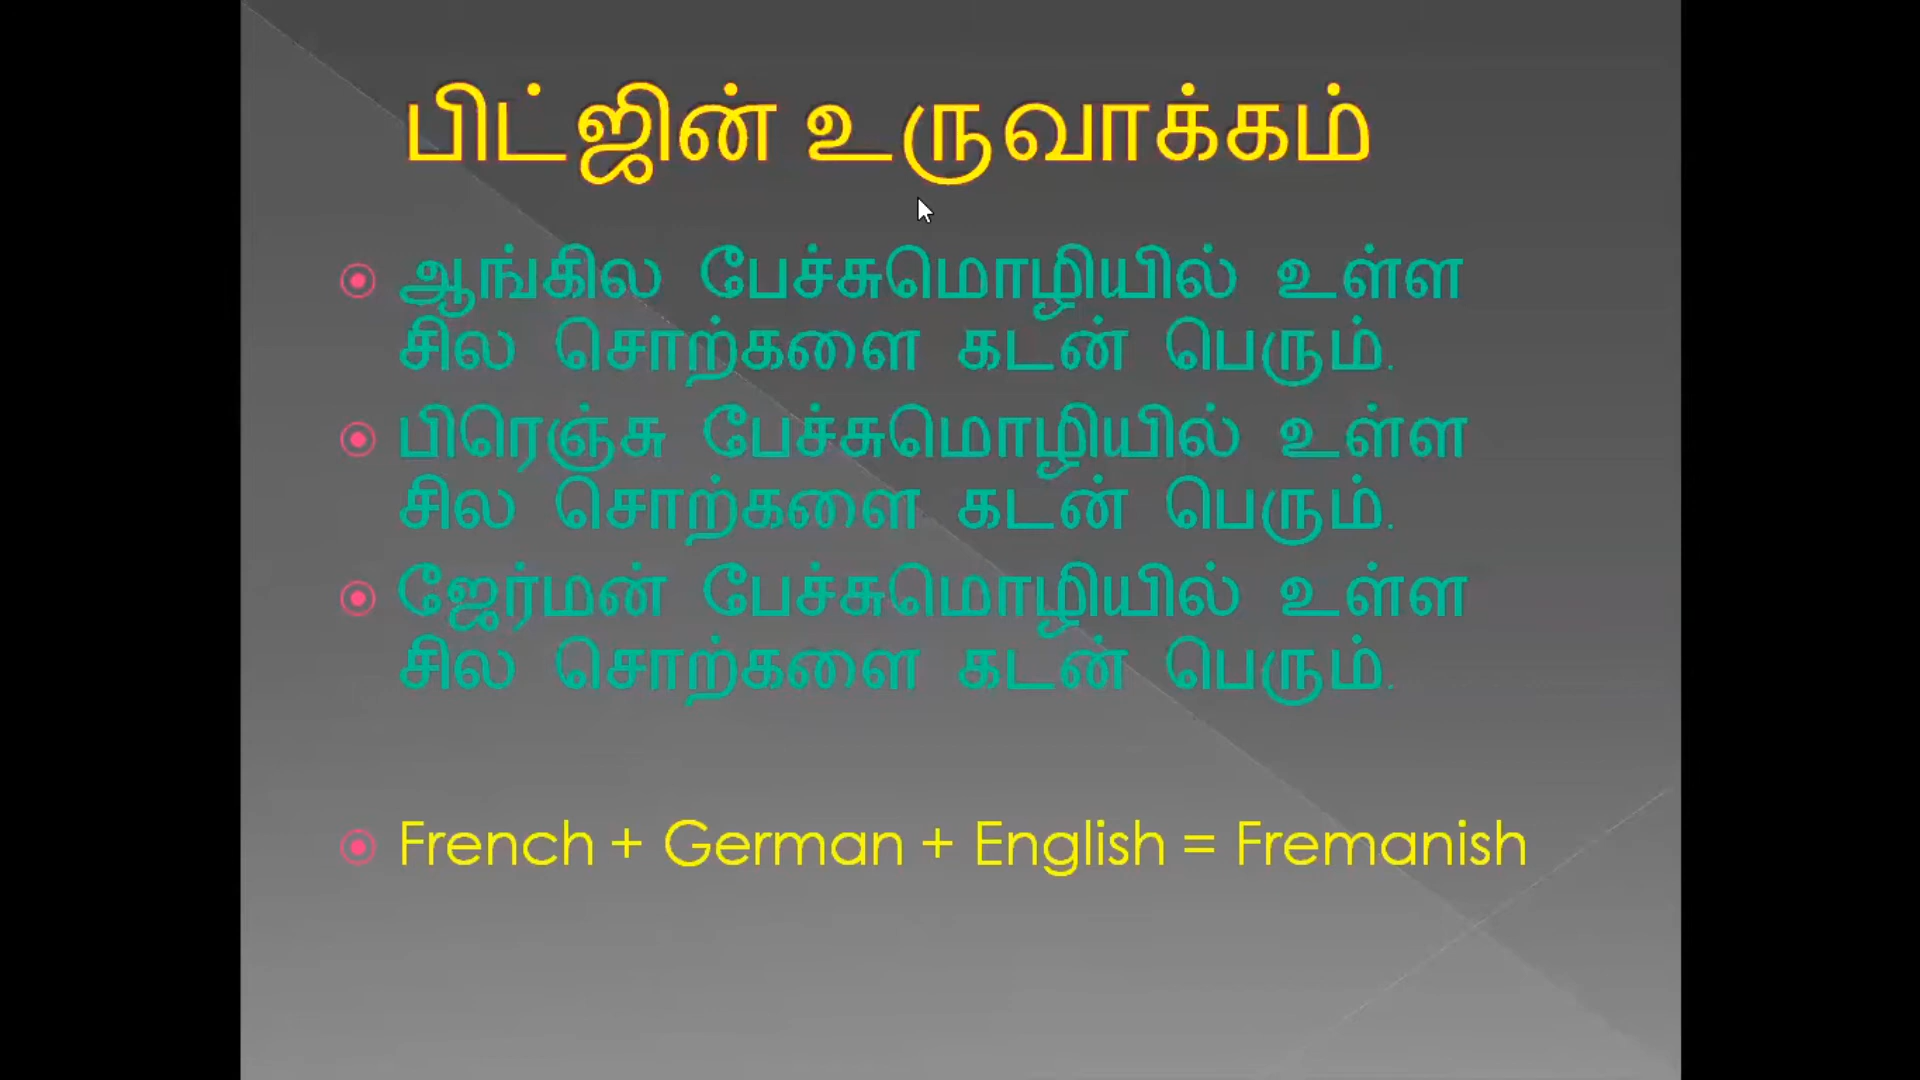 பிட்ஜின் உருவாக்கம்
ஆங்கில பேச்சுமொழியில் உள்ள
சில சொற்களை கடன் பெரும்.
பிரெஞ்சு பேச்சுமொழியில் உள்ள
சில சொற்களை கடன் பெரும்.
ஜேர்மன் பேச்சுமொழியில் உள்ள
சில சொற்களை கடன் பெரும்.
French + German + English = Fremanish